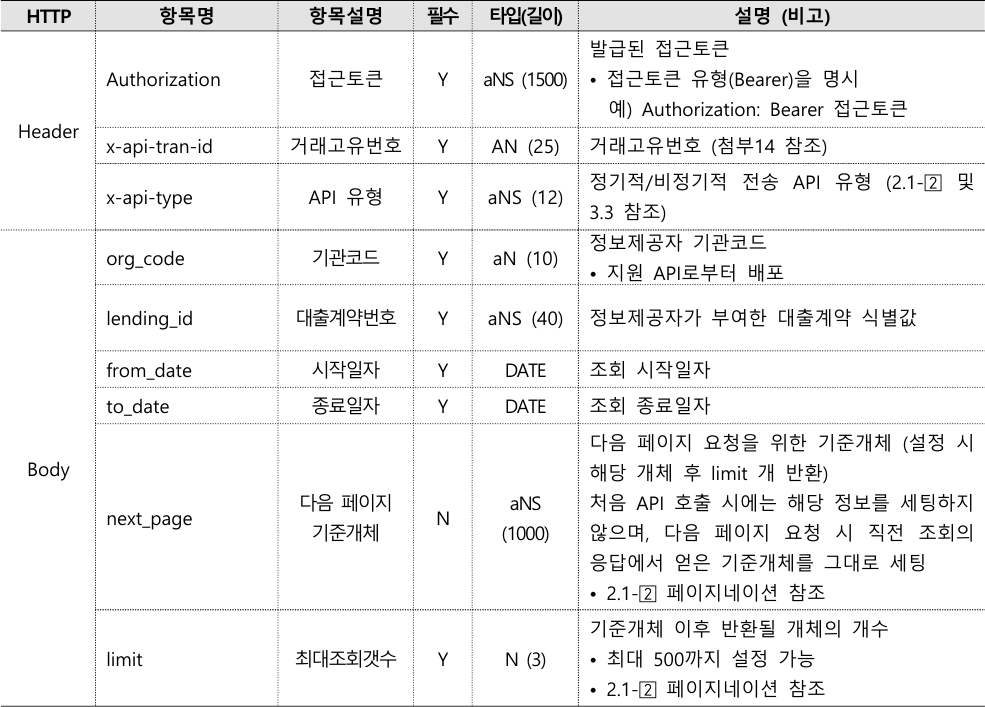 HTTP 항목명 항목설명 필수 타입(길이) 설명 (비고)
Header
Authorization 접근토큰 Y aNS (1500)
발급된 접근토큰
• 접근토큰 유형(Bearer)을 명시
예) Authorization: Bearer 접근토큰
x-api-tran-id 거래고유번호 Y AN (25) 거래고유번호 (첨부14 참조)
x-api-type API 유형 Y aNS (12)
정기적/비정기적 전송 API 유형 (2.1-2 및
3.3 참조)
Body
org_code 기관코드 Y aN (10)
정보제공자 기관코드
• 지원 API로부터 배포
lending_id 대출계약번호 Y aNS (40) 정보제공자가 부여한 대출계약 식별값
from_date 시작일자 Y DATE 조회 시작일자
to_date 종료일자 Y DATE 조회 종료일자
next_page
다음 페이지
기준개체
N
aNS
(1000)
다음 페이지 요청을 위한 기준개체 (설정 시
해당 개체 후 limit 개 반환)
처음 API 호출 시에는 해당 정보를 세팅하지
않으며, 다음 페이지 요청 시 직전 조회의
응답에서 얻은 기준개체를 그대로 세팅
• 2.1-2 페이지네이션 참조
limit 최대조회갯수 Y N (3)
기준개체 이후 반환될 개체의 개수
• 최대 500까지 설정 가능
• 2.1-2 페이지네이션 참조